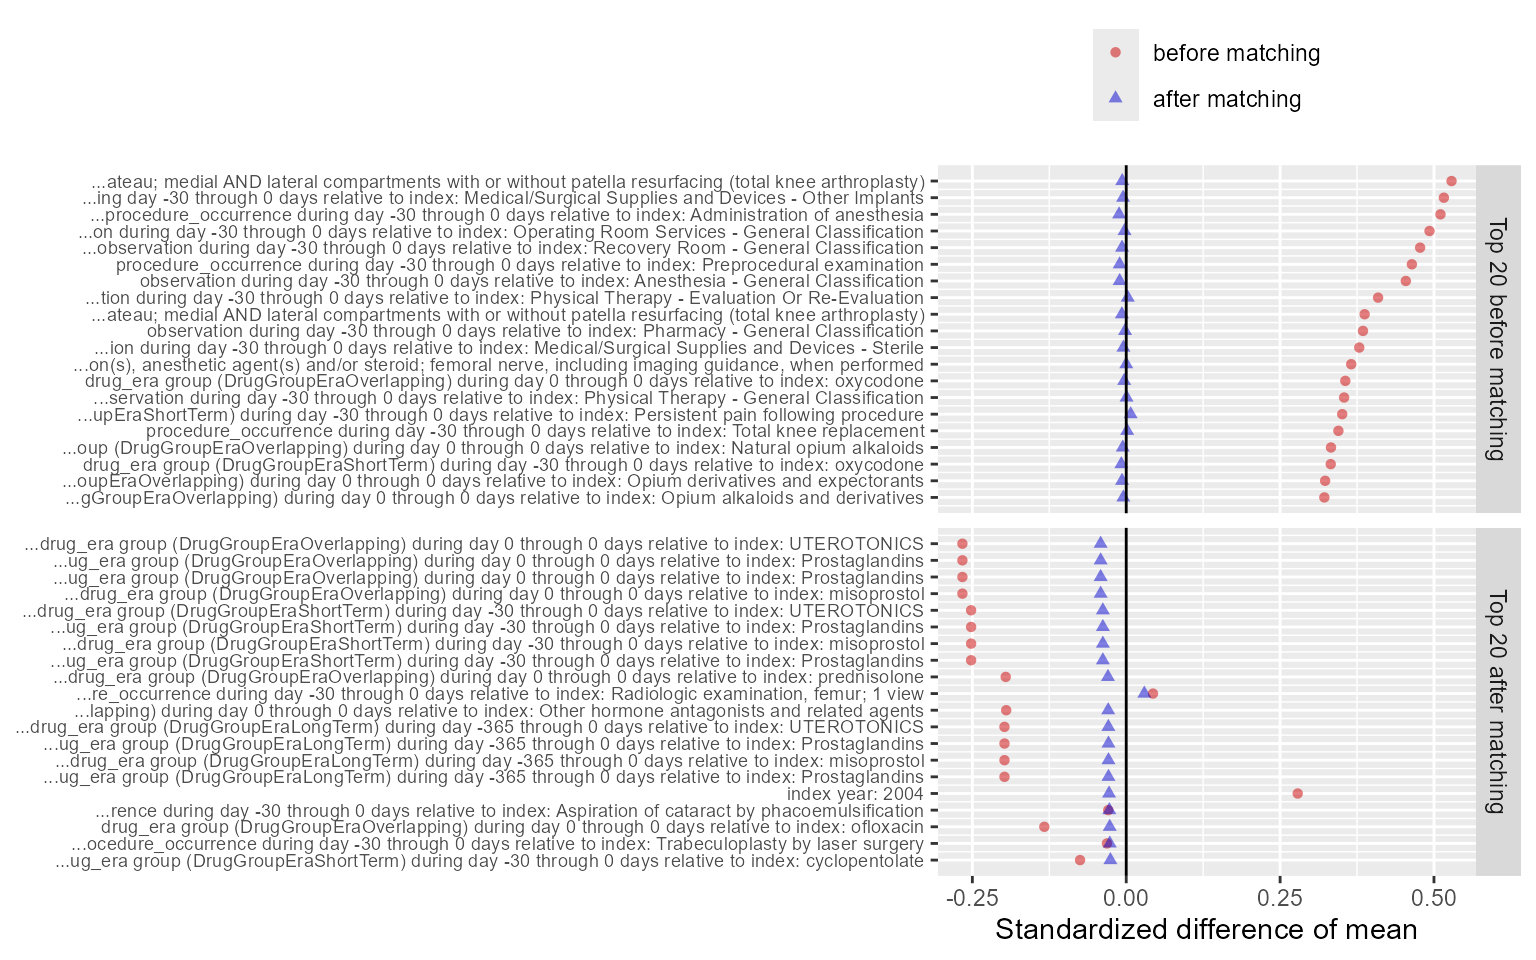 before matching
after matching
...ateau; medial AND lateral compartments with or without patella resurfacing (total knee arthroplasty)
...ing day -30 through 0 days relative to index: Medical/Surgical Supplies and Devices - Other Implants
...procedure_occurrence during day -30 through 0 days relative to index: Administration of anesthesia
...on during day -30 through 0 days relative to index: Operating Room Services - General Classification
...observation during day -30 through 0 days relative to index: Recovery Room - General Classification
procedure_occurrence during day -30 through 0 days relative to index: Preprocedural examination
observation during day -30 through 0 days relative to index: Anesthesia - General Classification
...tion during day -30 through 0 days relative to index: Physical Therapy - Evaluation Or Re-Evaluation
...ateau; medial AND lateral compartments with or without patella resurfacing (total knee arthroplasty)
observation during day -30 through 0 days relative to index: Pharmacy - General Classification
...ion during day -30 through 0 days relative to index: Medical/Surgical Supplies and Devices - Sterile
...on(s), anesthetic agent(s) and/or steroid; femoral nerve, including imaging guidance, when performed
drug_era group (DrugGroupEraOverlapping) during day 0 through 0 days relative to index: oxycodone
...servation during day -30 through 0 days relative to index: Physical Therapy - General Classification
...upEraShortTerm) during day -30 through 0 days relative to index: Persistent pain following procedure
procedure_occurrence during day -30 through 0 days relative to index: Total knee replacement
...oup (DrugGroupEraOverlapping) during day 0 through 0 days relative to index: Natural opium alkaloids
drug_era group (DrugGroupEraShortTerm) during day -30 through 0 days relative to index: oxycodone
...oupEraOverlapping) during day 0 through 0 days relative to index: Opium derivatives and expectorants
...gGroupEraOverlapping) during day 0 through 0 days relative to index: Opium alkaloids and derivatives
Top 20 before matching
...drug_era group (DrugGroupEraOverlapping) during day 0 through 0 days relative to index: UTEROTONICS
...ug_era group (DrugGroupEraOverlapping) during day 0 through 0 days relative to index: Prostaglandins
...ug_era group (DrugGroupEraOverlapping) during day 0 through 0 days relative to index: Prostaglandins
...drug_era group (DrugGroupEraOverlapping) during day 0 through 0 days relative to index: misoprostol
...drug_era group (DrugGroupEraShortTerm) during day -30 through 0 days relative to index: UTEROTONICS
...ug_era group (DrugGroupEraShortTerm) during day -30 through 0 days relative to index: Prostaglandins
...drug_era group (DrugGroupEraShortTerm) during day -30 through 0 days relative to index: misoprostol
...ug_era group (DrugGroupEraShortTerm) during day -30 through 0 days relative to index: Prostaglandins
...drug_era group (DrugGroupEraOverlapping) during day 0 through 0 days relative to index: prednisolone
...re_occurrence during day -30 through 0 days relative to index: Radiologic examination, femur; 1 view
...lapping) during day 0 through 0 days relative to index: Other hormone antagonists and related agents
...drug_era group (DrugGroupEraLongTerm) during day -365 through 0 days relative to index: UTEROTONICS
...ug_era group (DrugGroupEraLongTerm) during day -365 through 0 days relative to index: Prostaglandins
...drug_era group (DrugGroupEraLongTerm) during day -365 through 0 days relative to index: misoprostol
...ug_era group (DrugGroupEraLongTerm) during day -365 through 0 days relative to index: Prostaglandins
index year: 2004
...rence during day -30 through 0 days relative to index: Aspiration of cataract by phacoemulsification
drug_era group (DrugGroupEraOverlapping) during day 0 through 0 days relative to index: ofloxacin
...ocedure_occurrence during day -30 through 0 days relative to index: Trabeculoplasty by laser surgery
...ug_era group (DrugGroupEraShortTerm) during day -30 through 0 days relative to index: cyclopentolate
Top 20 after matching
-0.25 0.00 0.25 0.50
Standardized difference of mean